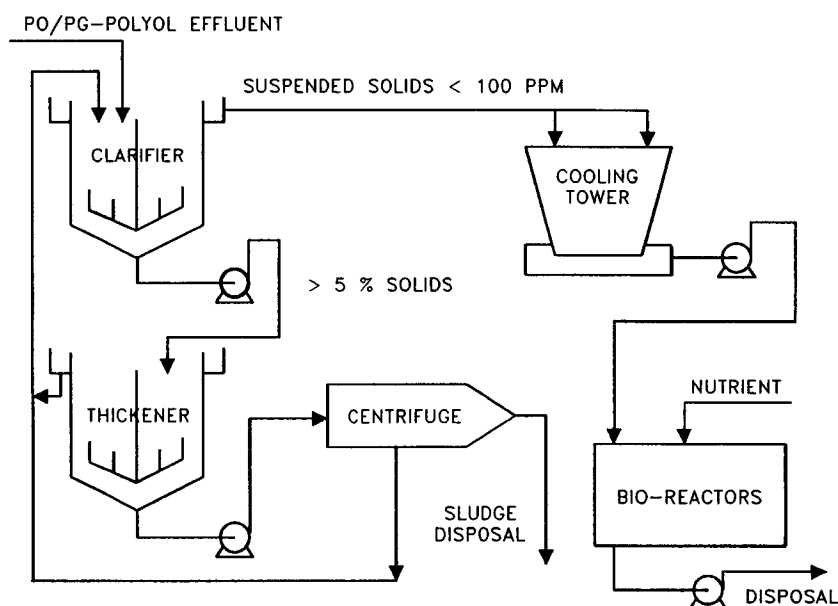 PO/PG-POLYOL EFFLUENT
SUSPENDED SOLIDS < 100 PPM
CLARIFIER
COOLING
TOWER
> 5 % SOLIDS
THICKENER
CENTRIFUGE
NUTRIENT
BIO-REACTORS
SLUDGE
DISPOSAL
DISPOSAL